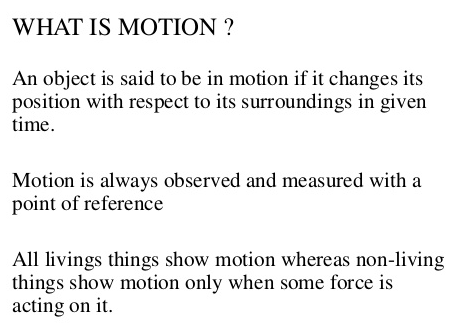 WHAT IS MOTION ?
An object is said to be in motion if it changes its
position with respect to its surroundings in given
time.
Motion is always observed and measured with a
point of reference
All livings things show motion whereas non-living
things show motion only when some force is
acting on it.